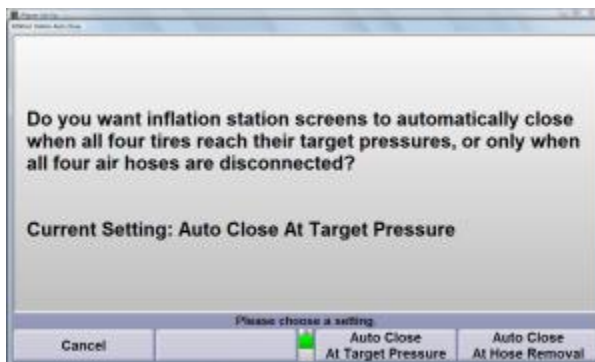 Do you want inflation station screens to automatically close
when all four tires reach their target pressures, or only when
all four air hoses are disconnected?
Current Setting: Auto Close At Target Pressure
Please choose a setting.
Cancel
Auto Close
At Target Pressure
Auto Close
At Hose Removal